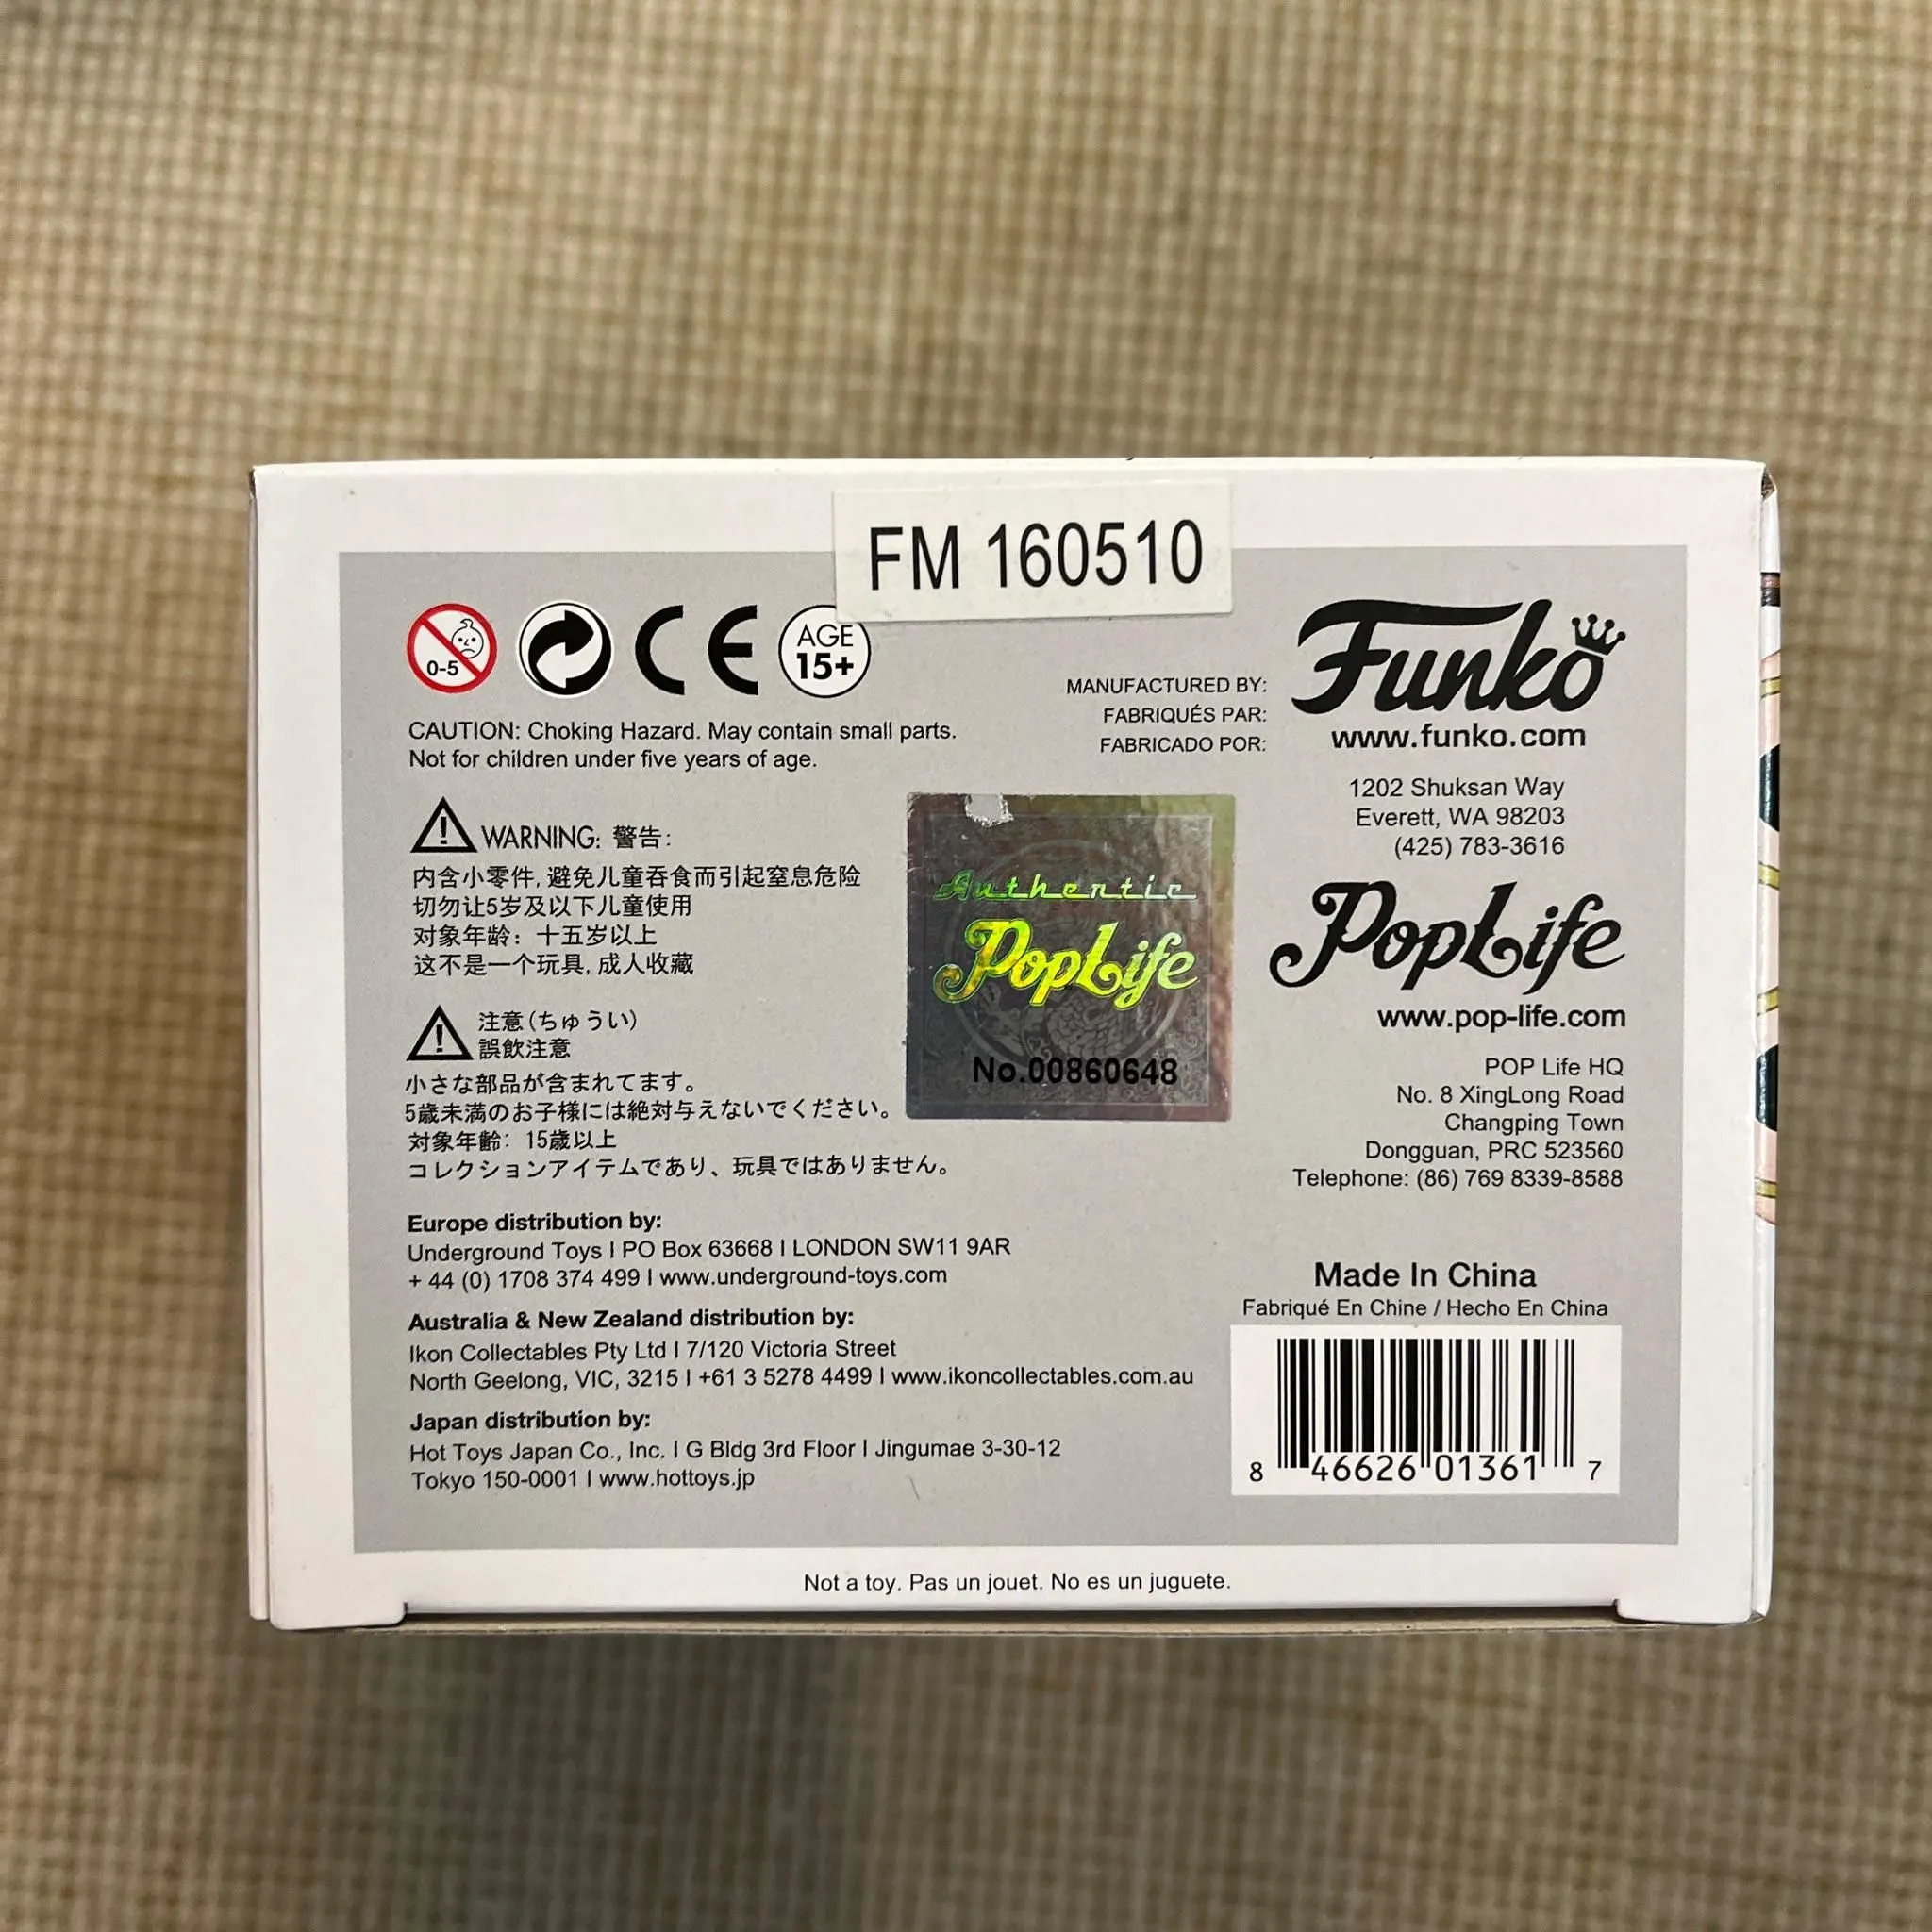 FM 160510
0-5
CE
AGE
15+
CAUTION: Choking Hazard. May contain small parts.
Not for children under five years of age.
WARNING: 警告:
内含小零件, 避免儿童吞食而引起窒息危险
切勿让5岁及以下儿童使用
对象年龄: 十五岁以上
这不是一个玩具, 成人收藏
注意(ちゅうい)
誤飲注意
小さな部品が含まれてます。
5歳未満のお子様には絶対与えないでください。
対象年齢: 15歳以上
コレクションアイテムであり、玩具ではありません。
Europe distribution by:
Underground Toys I PO Box 63668 I LONDON SW11 9AR
+ 44 (0) 1708 374 499 I www.underground-toys.com
Australia & New Zealand distribution by:
Ikon Collectables Pty Ltd I 7/120 Victoria Street
North Geelong, VIC, 3215 I +61 3 5278 4499 I www.ikoncollectables.com.au
Japan distribution by:
Hot Toys Japan Co., Inc. I G Bldg 3rd Floor I Jingumae 3-30-12
Tokyo 150-0001 I www.hottoys.jp
Authentic
PopLife
No.00860648
MANUFACTURED BY:
FABRIQUÉS PAR:
FABRICADO POR:
Funko
www.funko.com
1202 Shuksan Way
Everett, WA 98203
(425) 783-3616
PopLife
www.pop-life.com
POP Life HQ
No. 8 XingLong Road
Changping Town
Dongguan, PRC 523560
Telephone: (86) 769 8339-8588
Made In China
Fabriqué En Chine / Hecho En China
8 46626 01361 7
Not a toy. Pas un jouet. No es un juguete.